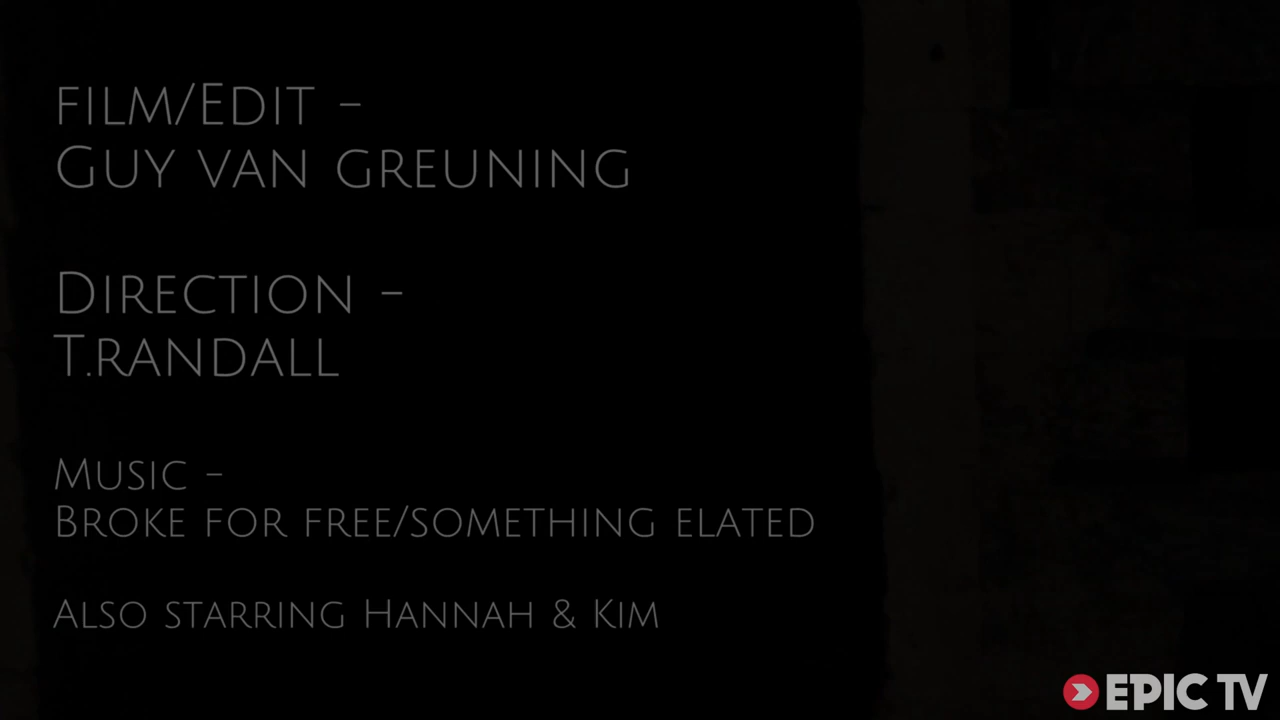 Film/Edit –
Guy van greuning
Direction –
T.randall
Music –
Broke for free/something elated
Also starring Hannah & Kim
EPIC TV